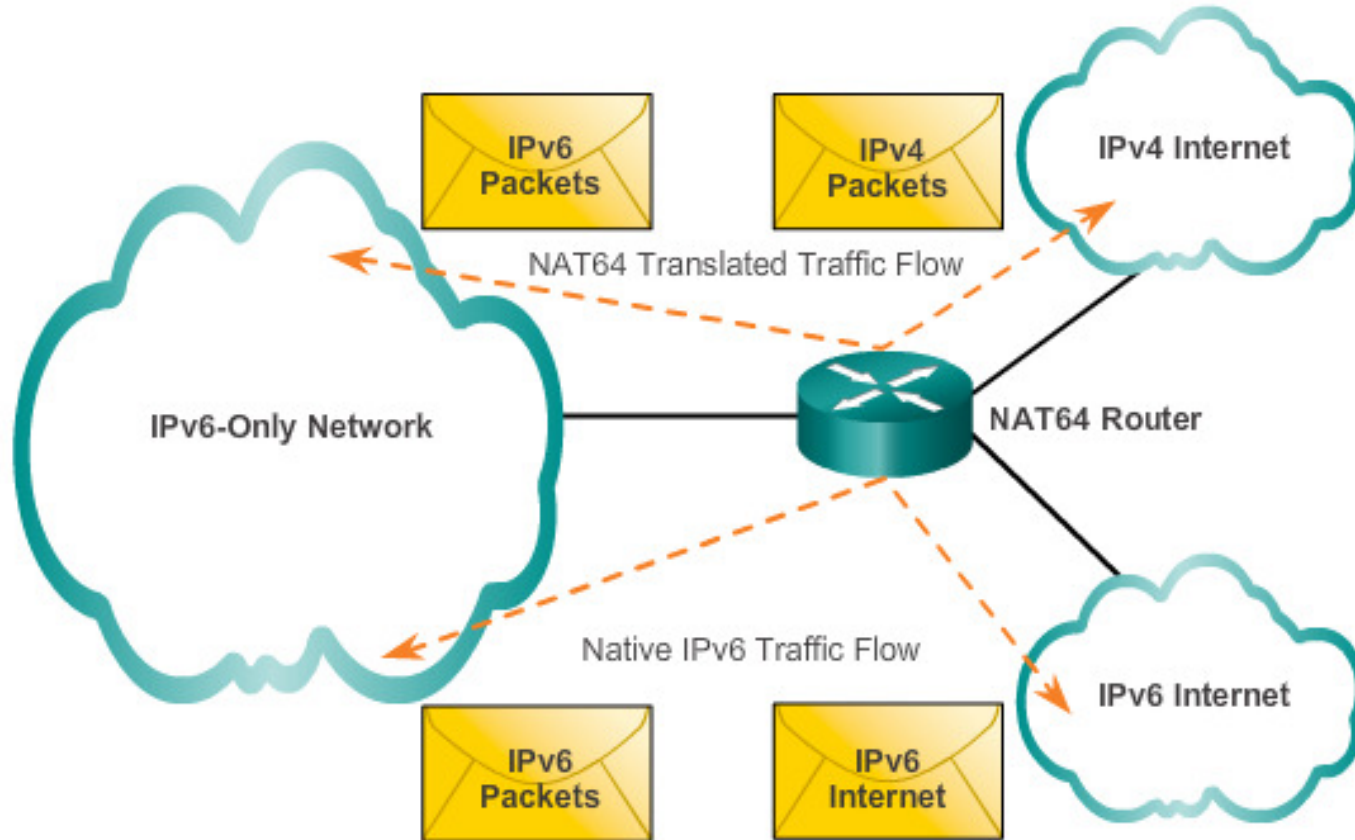 IPv6
Packets
IPv4
Packets
IPv4 Internet
NAT64 Translated Traffic Flow
IPv6-Only Network
NAT64 Router
Native IPv6 Traffic Flow
IPv6 Internet
IPv6
Packets
IPv6
Internet